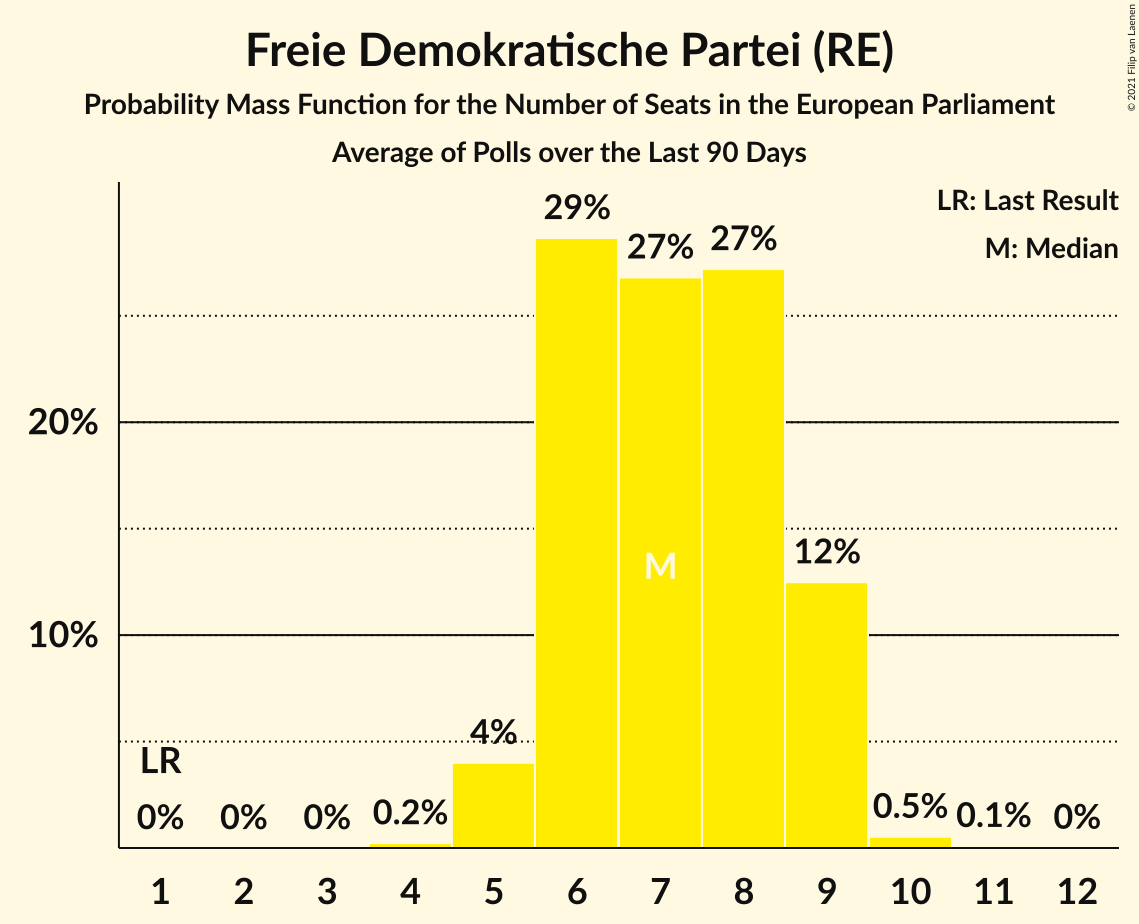 Freie Demokratische Partei (RE)
Probability Mass Function for the Number of Seats in the European Parliament
Average of Polls over the Last 90 Days
© 2021 Filip van Laenen
LR: Last Result
M: Median
29%
27%
27%
20%
12%
M
10%
4%
LR
0%
0%
0%
0.2%
0.5%
0.1%
0%
1 2 3 4 5 6 7 8 9 10 11 12